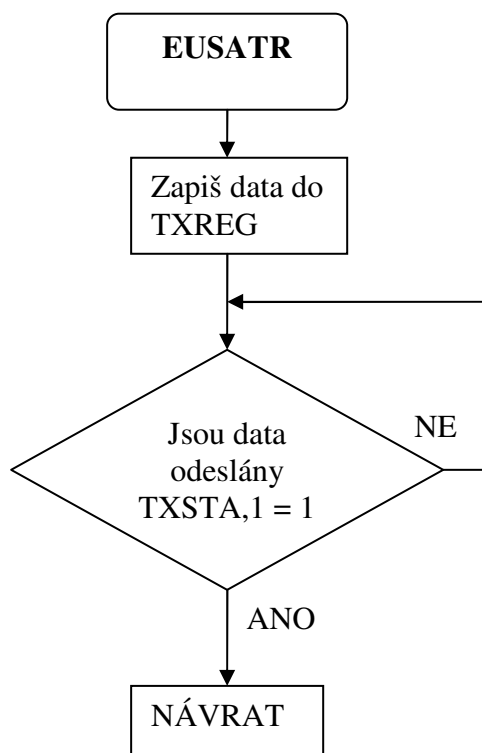 EUSATR
Zapiš data do
TXREG
Jsou data
odeslány
TXSTA,1 = 1
NE
ANO
NÁVRAT